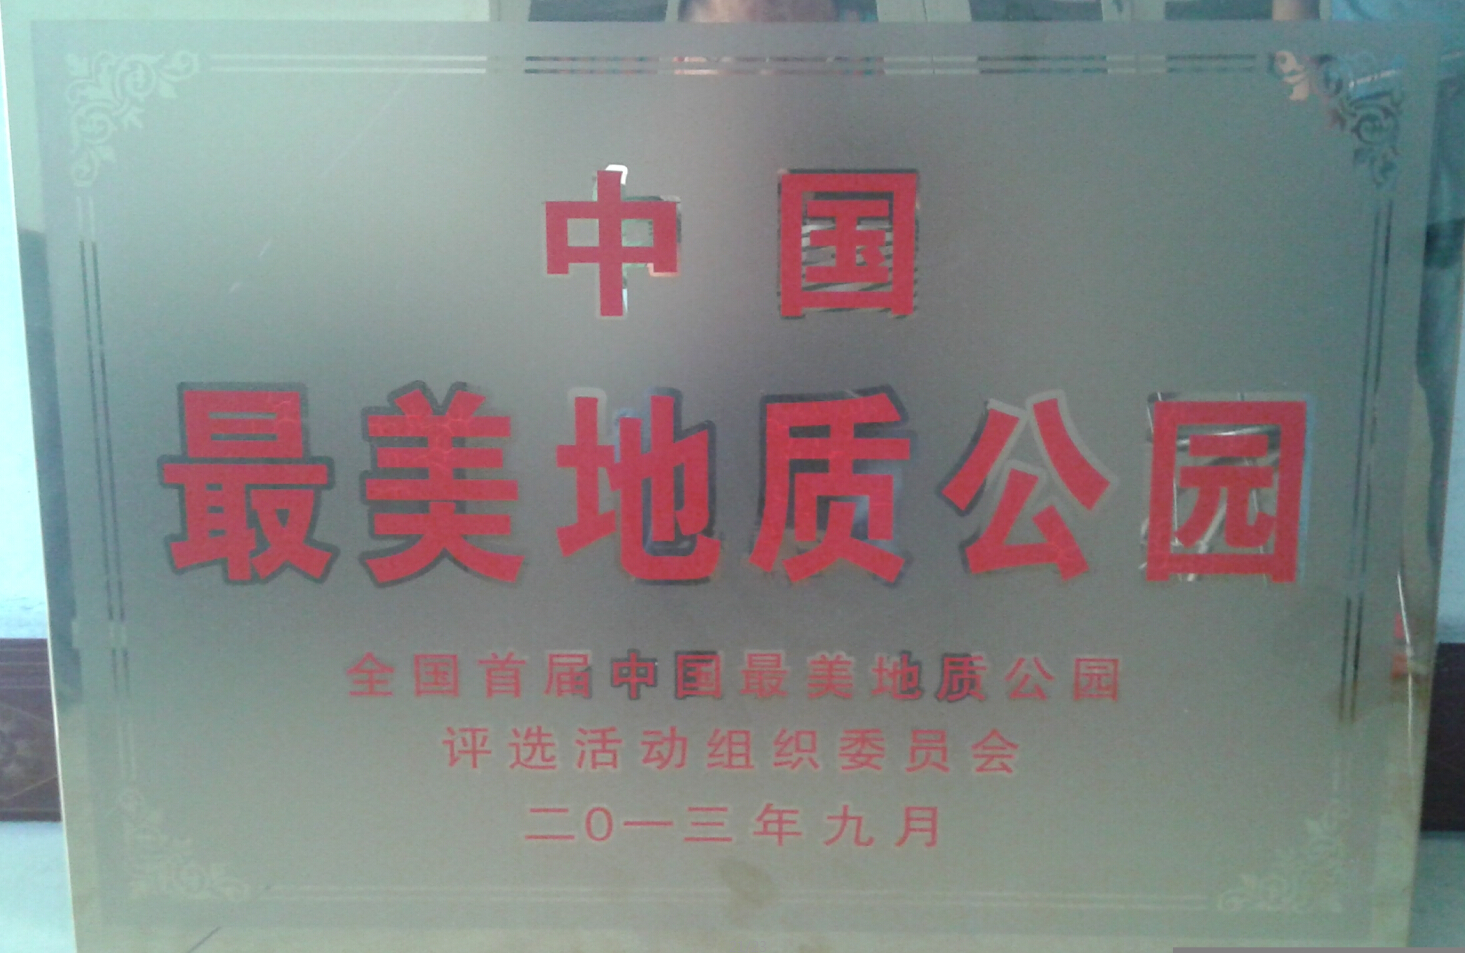 中国
最美地质公园
全国首届中国最美地质公园
评选活动组织委员会
二0一三年九月